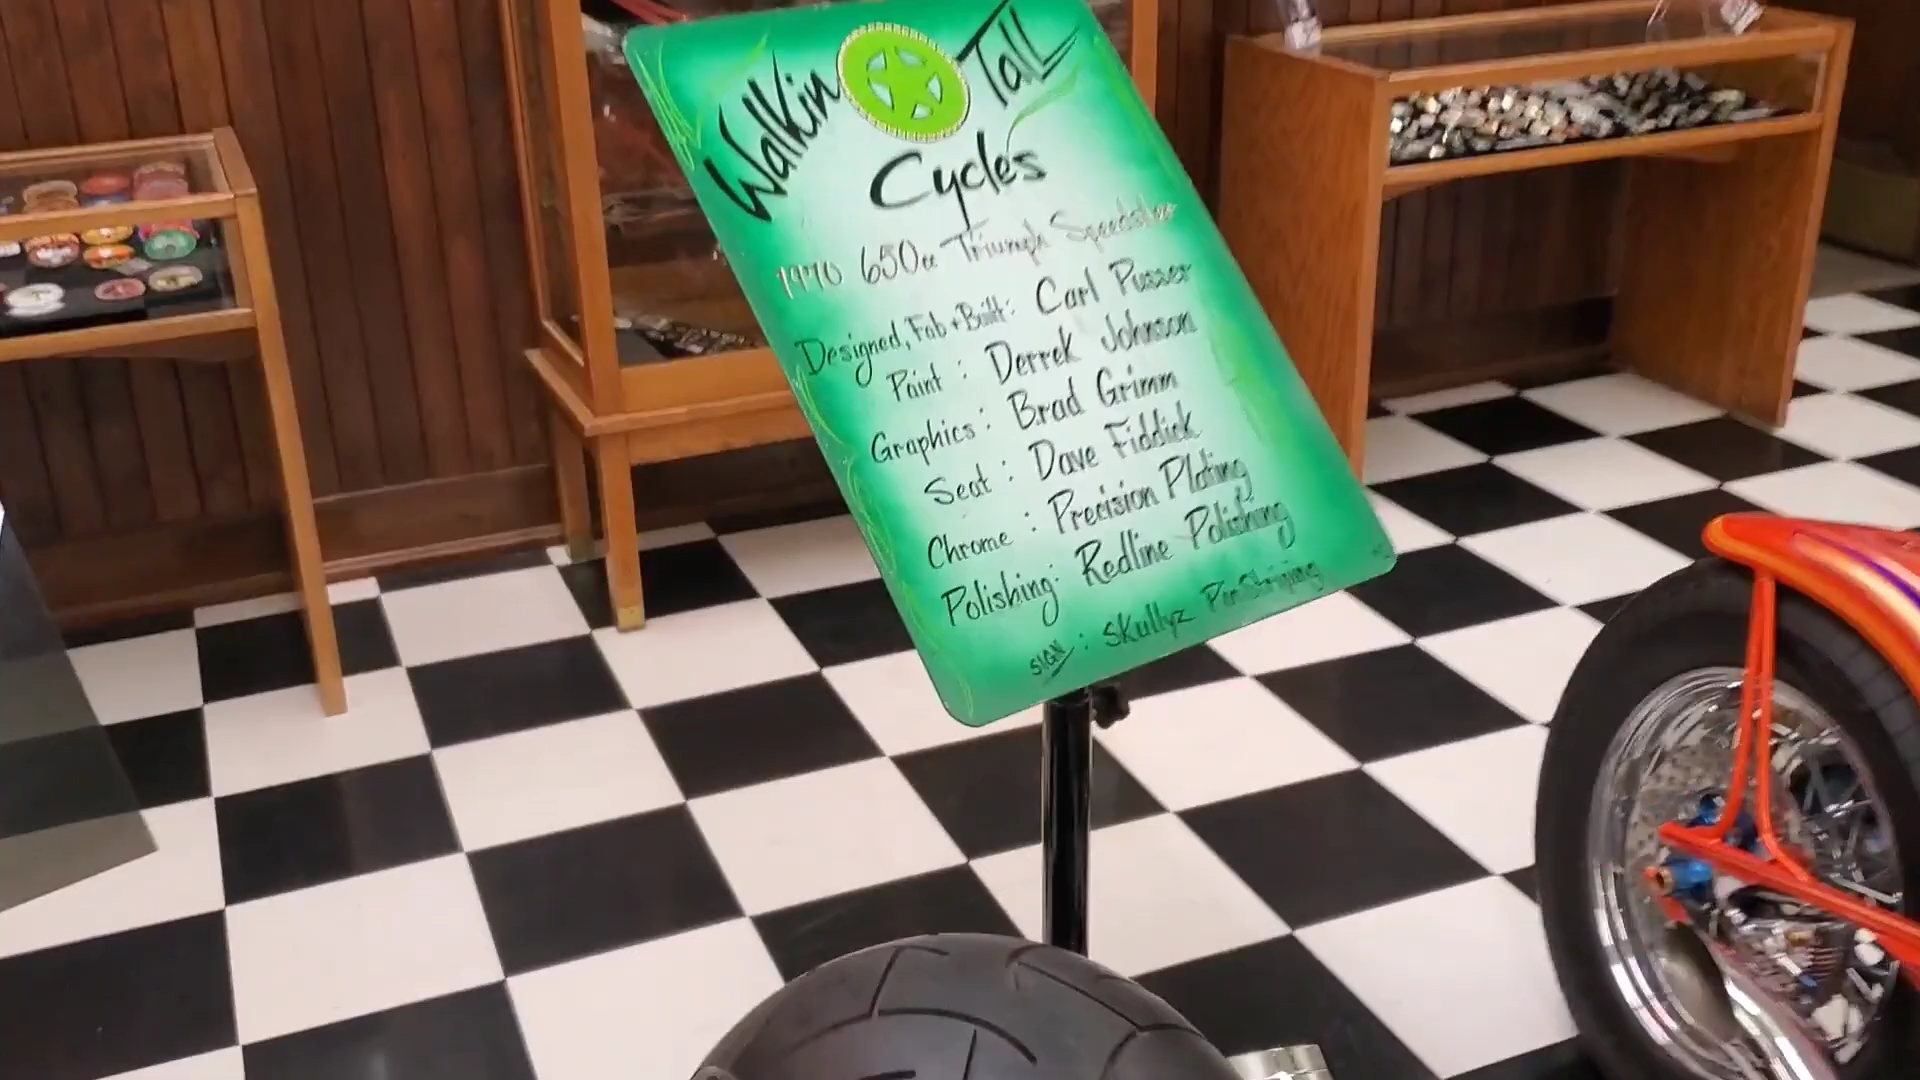 Walkin Tall
Cycles
1970 650cc Triumph Speedster
Designed, Fab + Built: Carl Pusser
Paint : Derrek Johnson
Graphics : Brad Grimm
Seat : Dave Fiddick
Chrome : Precision Plating
Polishing: Redline Polishing
SIGN : Skullyz PinStriping